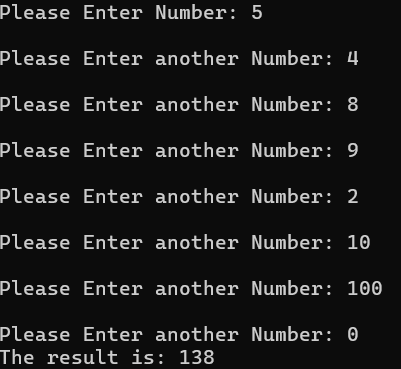 Please Enter Number: 5
Please Enter another Number: 4
Please Enter another Number: 8
Please Enter another Number: 9
Please Enter another Number: 2
Please Enter another Number: 10
Please Enter another Number: 100
Please Enter another Number: 0
The result is: 138